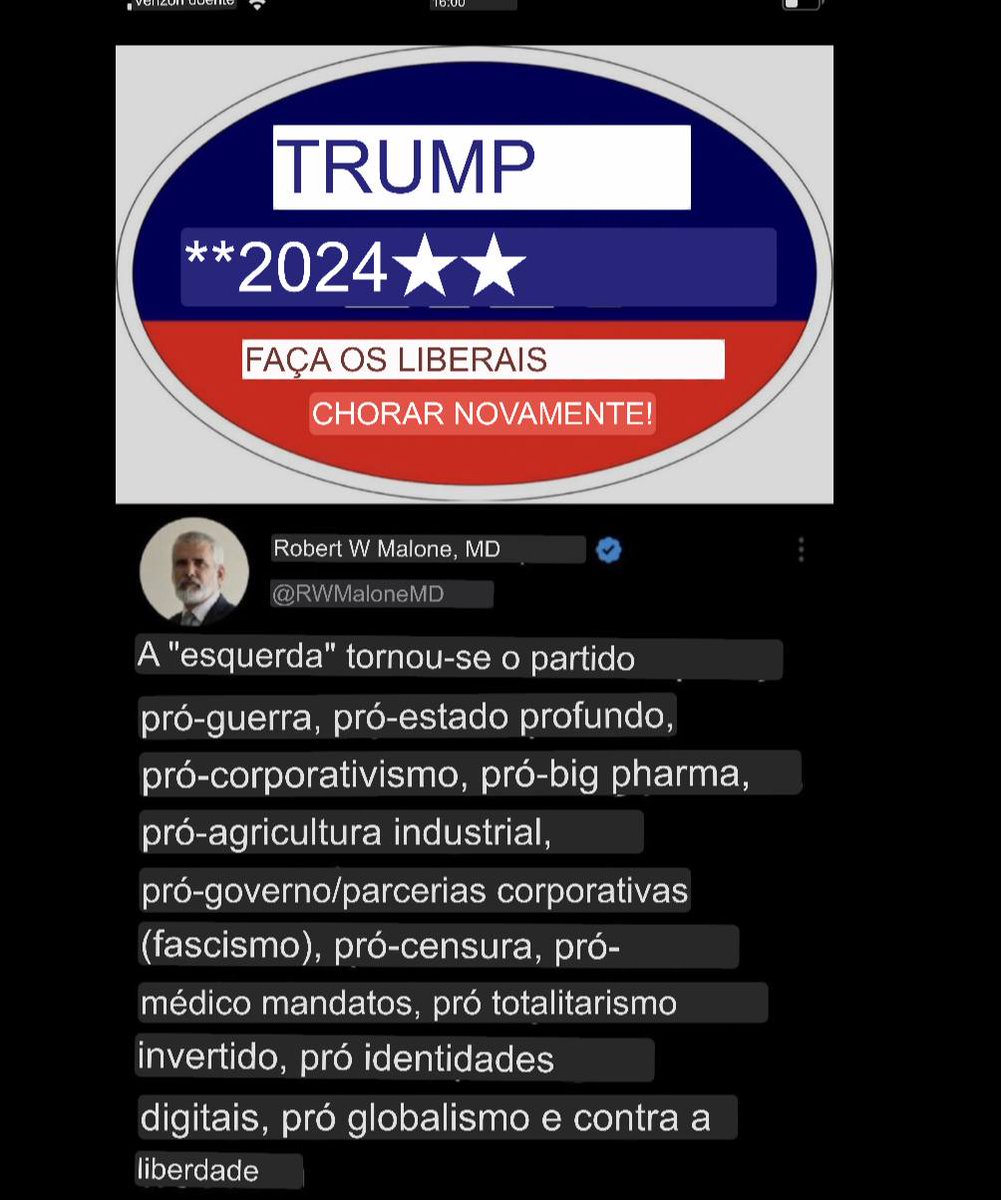 16:00
TRUMP
**2024★★
FAÇA OS LIBERAIS
CHORAR NOVAMENTE!
Robert W Malone, MD
@RWMaloneMD
A "esquerda" tornou-se o partido
pró-guerra, pró-estado profundo,
pró-corporativismo, pró-big pharma,
pró-agricultura industrial,
pró-governo/parcerias corporativas
(fascismo), pró-censura, pró-
médico mandatos, pró totalitarismo
invertido, pró identidades
digitais, pró globalismo e contra a
liberdade